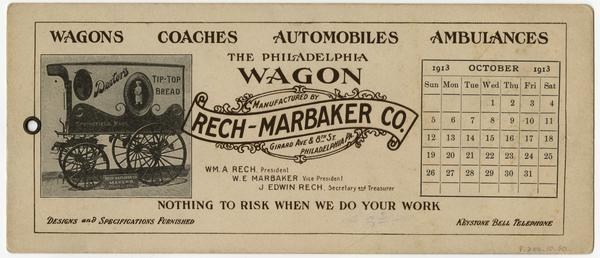 WAGONS COACHES AUTOMOBILES AMBULANCES
THE PHILADELPHIA
WAGON
MANUFACTURED BY
RECH-MARBAKER CO.
GIRARD AVE & 8TH ST.
PHILADELPHIA, PA.
WM. A RECH, President
W. E MARBAKER Vice President
J EDWIN RECH, Secretary and Treasurer
NOTHING TO RISK WHEN WE DO YOUR WORK
DESIGNS and SPECIFICATIONS FURNISHED
KEYSTONE BELL TELEPHONE
Dexter's
TIP-TOP
BREAD
1913 OCTOBER 1913
Sun Mon Tue Wed Thu Fri Sat
1 2 3 4
5 6 7 8 9 10 11
12 13 14 15 16 17 18
19 20 21 22 23 24 25
26 27 28 29 30 31